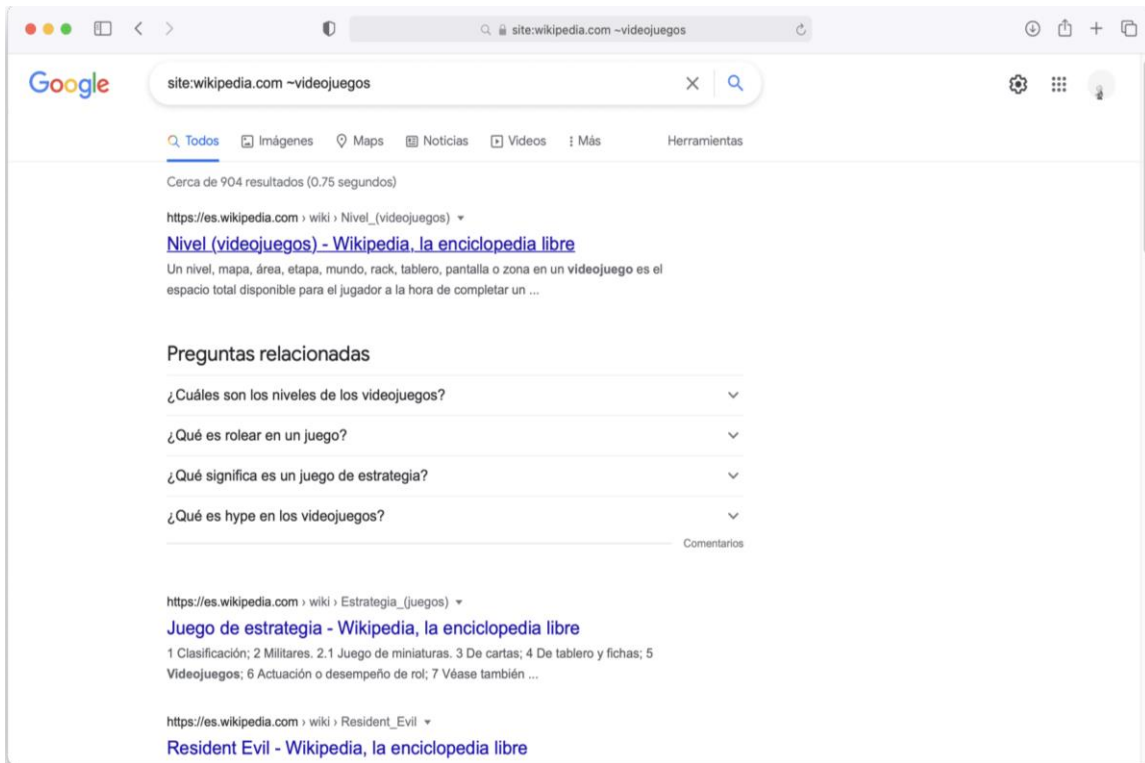 site:wikipedia.com ~videojuegos
Google
site:wikipedia.com ~videojuegos
Todos Imágenes Maps Noticias Videos Más Herramientas
Cerca de 904 resultados (0.75 segundos)
https://es.wikipedia.com › wiki › Nivel_(videojuegos)
Nivel (videojuegos) - Wikipedia, la enciclopedia libre
Un nivel, mapa, área, etapa, mundo, rack, tablero, pantalla o zona en un videojuego es el
espacio total disponible para el jugador a la hora de completar un ...
Preguntas relacionadas
¿Cuáles son los niveles de los videojuegos?
¿Qué es rolear en un juego?
¿Qué significa es un juego de estrategia?
¿Qué es hype en los videojuegos?
Comentarios
https://es.wikipedia.com › wiki › Estrategia_(juegos)
Juego de estrategia - Wikipedia, la enciclopedia libre
1 Clasificación; 2 Militares. 2.1 Juego de miniaturas. 3 De cartas; 4 De tablero y fichas; 5
Videojuegos; 6 Actuación o desempeño de rol; 7 Véase también ...
https://es.wikipedia.com › wiki › Resident_Evil
Resident Evil - Wikipedia, la enciclopedia libre